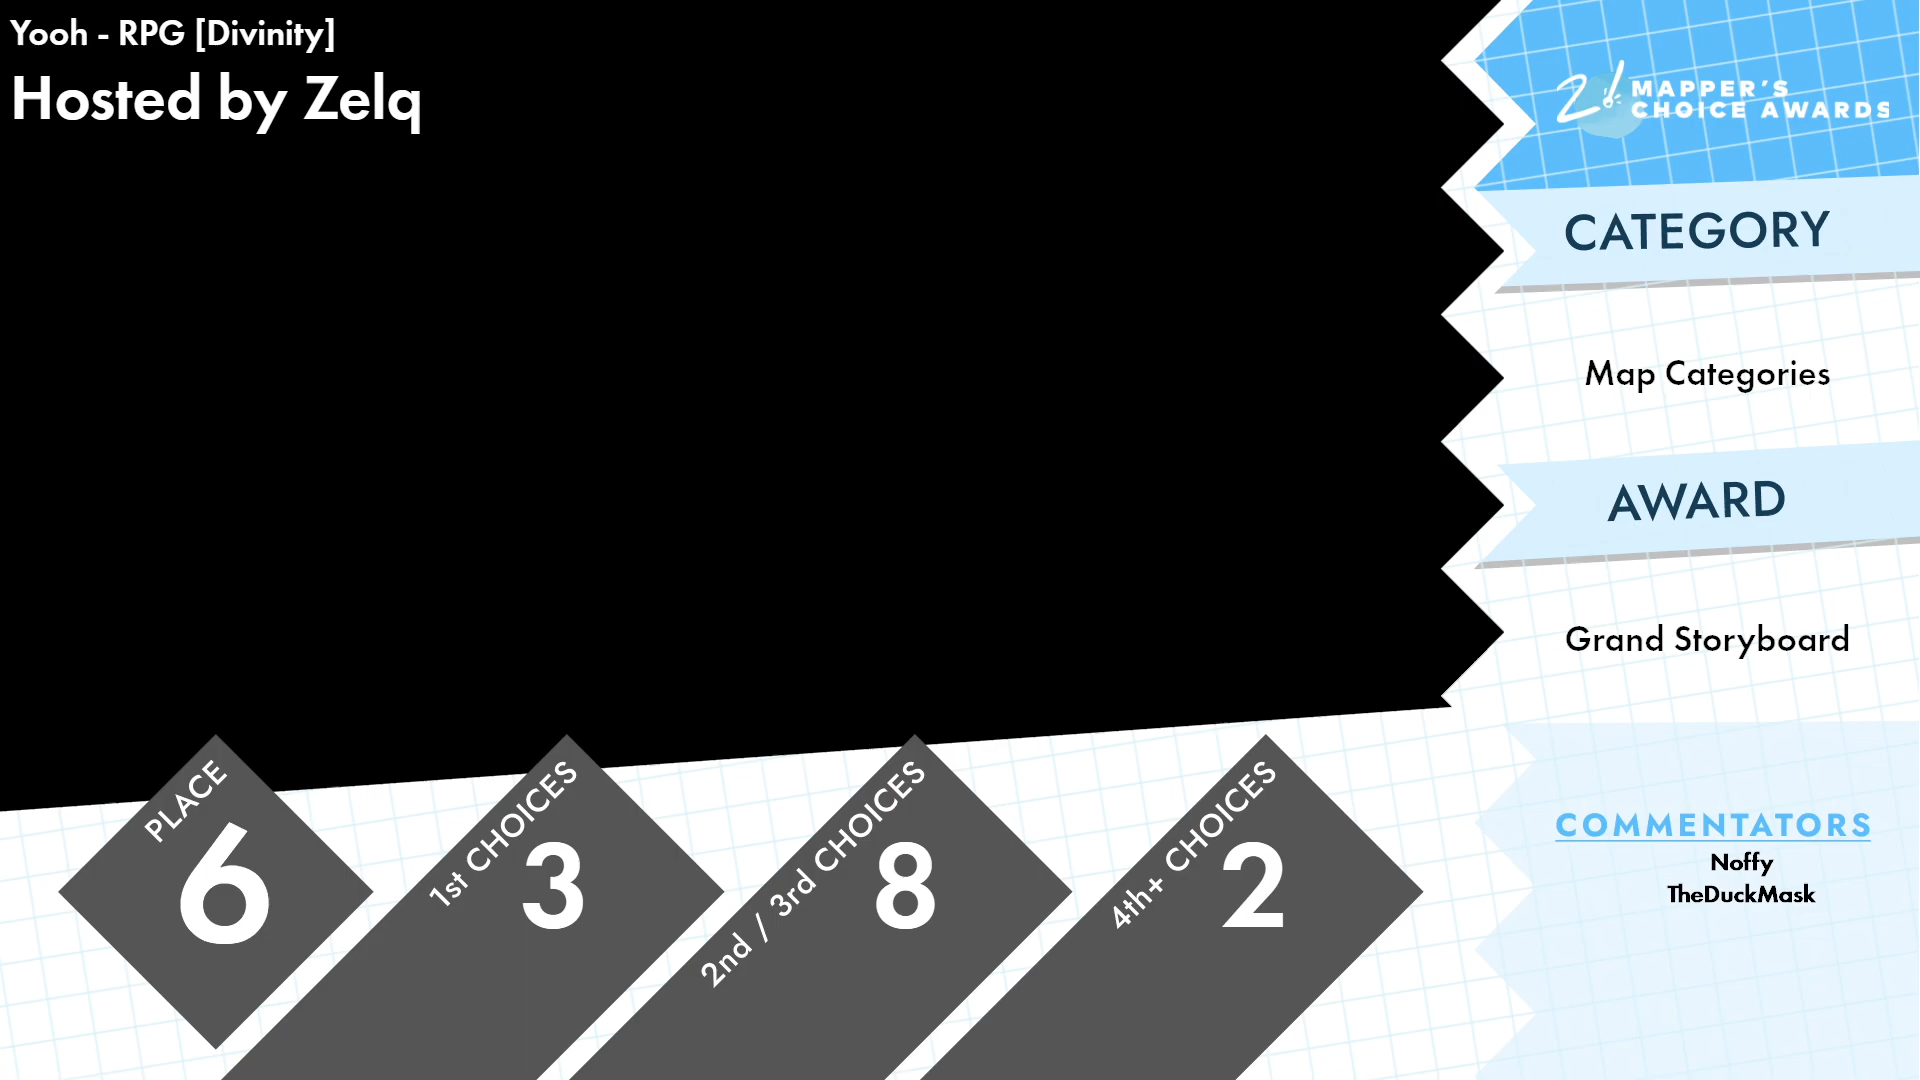 Yooh - RPG [Divinity]
Hosted by Zelq
2! MAPPER'S
CHOICE AWARDS
CATEGORY
Map Categories
AWARD
Grand Storyboard
PLACE
6
1st CHOICES
3
2nd / 3rd CHOICES
8
4th+ CHOICES
2
COMMENTATORS
Noffy
TheDuckMask